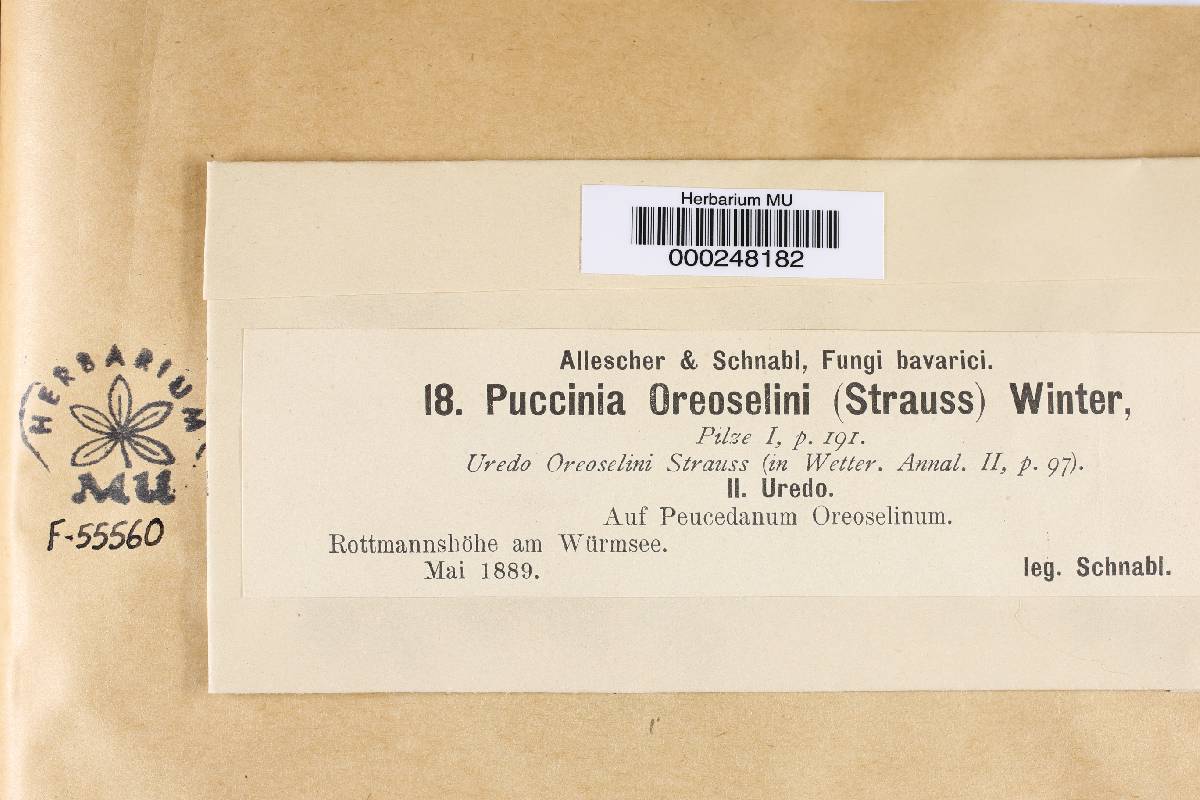 Herbarium MU
000248182
HERBARIUM
MU
F-55560
Allescher & Schnabl, Fungi bavarici.
18. Puccinia Oreoselini (Strauss) Winter,
Pilze I, p. 191.
Uredo Oreoselini Strauss (in Wetter. Annal. II, p. 97).
II. Uredo.
Auf Peucedanum Oreoselinum.
Rottmannshöhe am Würmsee.
Mai 1889.
leg. Schnabl.